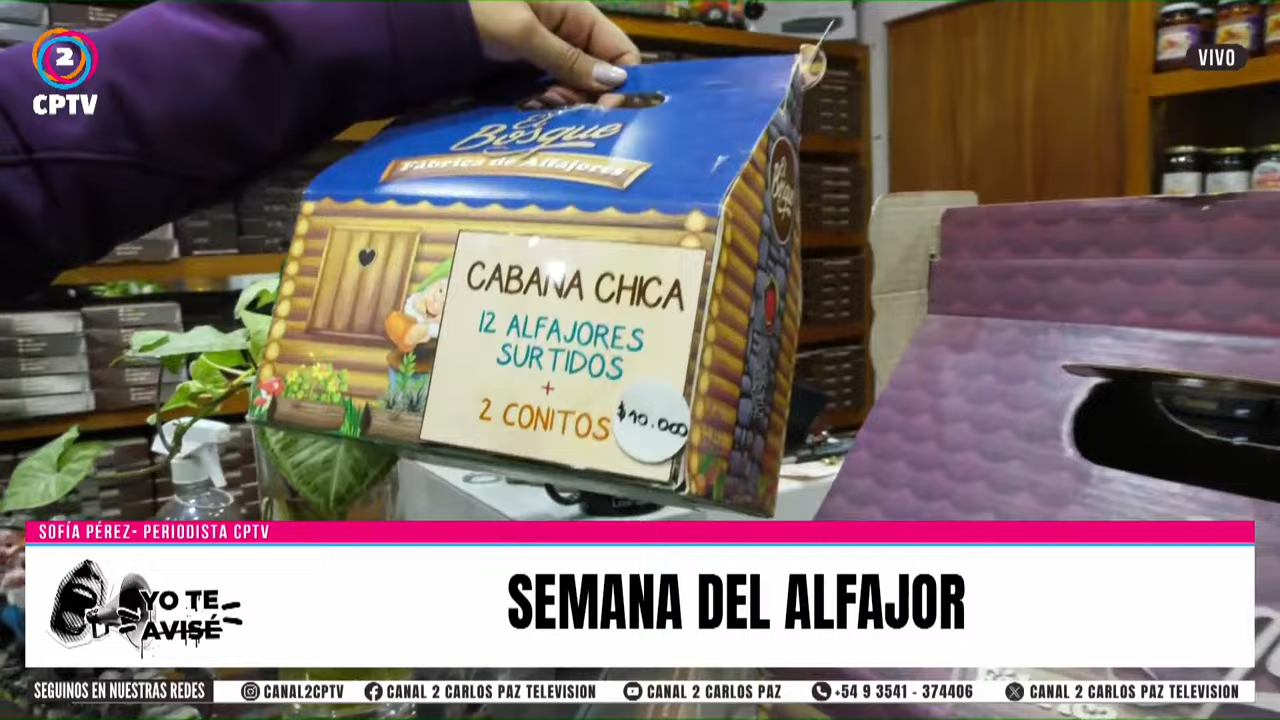 2
CPTV
VIVO
El
Bosque
Fábrica de Alfajores
Bosque
CABAÑA CHICA
12 ALFAJORES
SURTIDOS
+
2 CONITOS
$10.000
SOFÍA PÉREZ- PERIODISTA CPTV
YO TE
AVISÉ
SEMANA DEL ALFAJOR
SEGUINOS EN NUESTRAS REDES
CANAL2CPTV
CANAL 2 CARLOS PAZ TELEVISION
CANAL 2 CARLOS PAZ
+54 9 3541 - 374406
CANAL 2 CARLOS PAZ TELEVISION